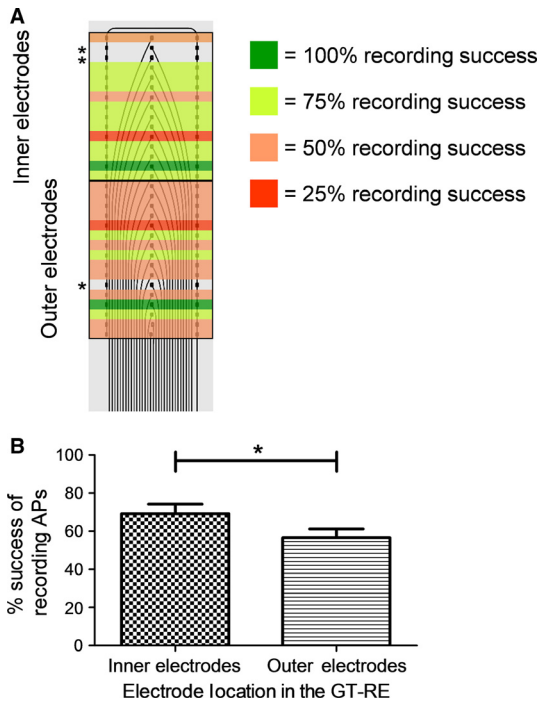 A
*
*
Inner electrodes
Outer electrodes
*
= 100% recording success
= 75% recording success
= 50% recording success
= 25% recording success
B
% success of
recording APs
100
80
60
40
20
0
*
Inner electrodes
Outer electrodes
Electrode location in the GT-RE